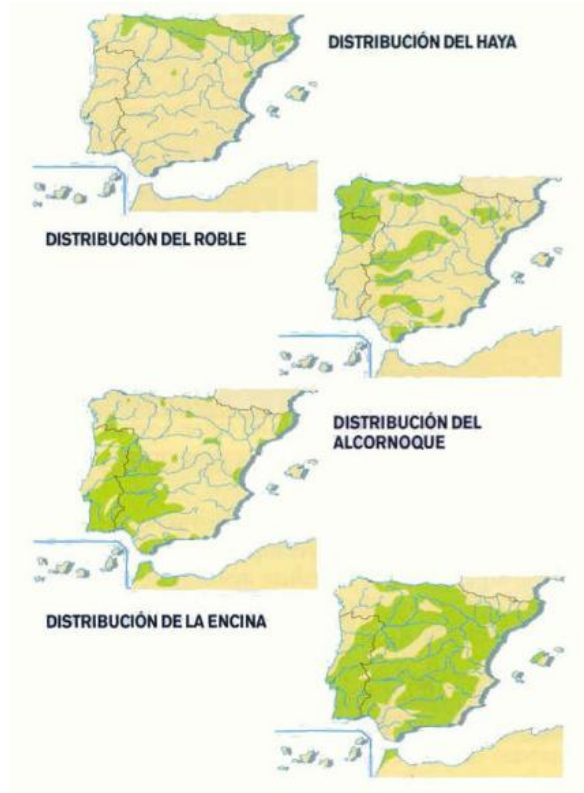 DISTRIBUCIÓN DEL HAYA
DISTRIBUCIÓN DEL ROBLE
DISTRIBUCIÓN DEL
ALCORNOQUE
DISTRIBUCIÓN DE LA ENCINA